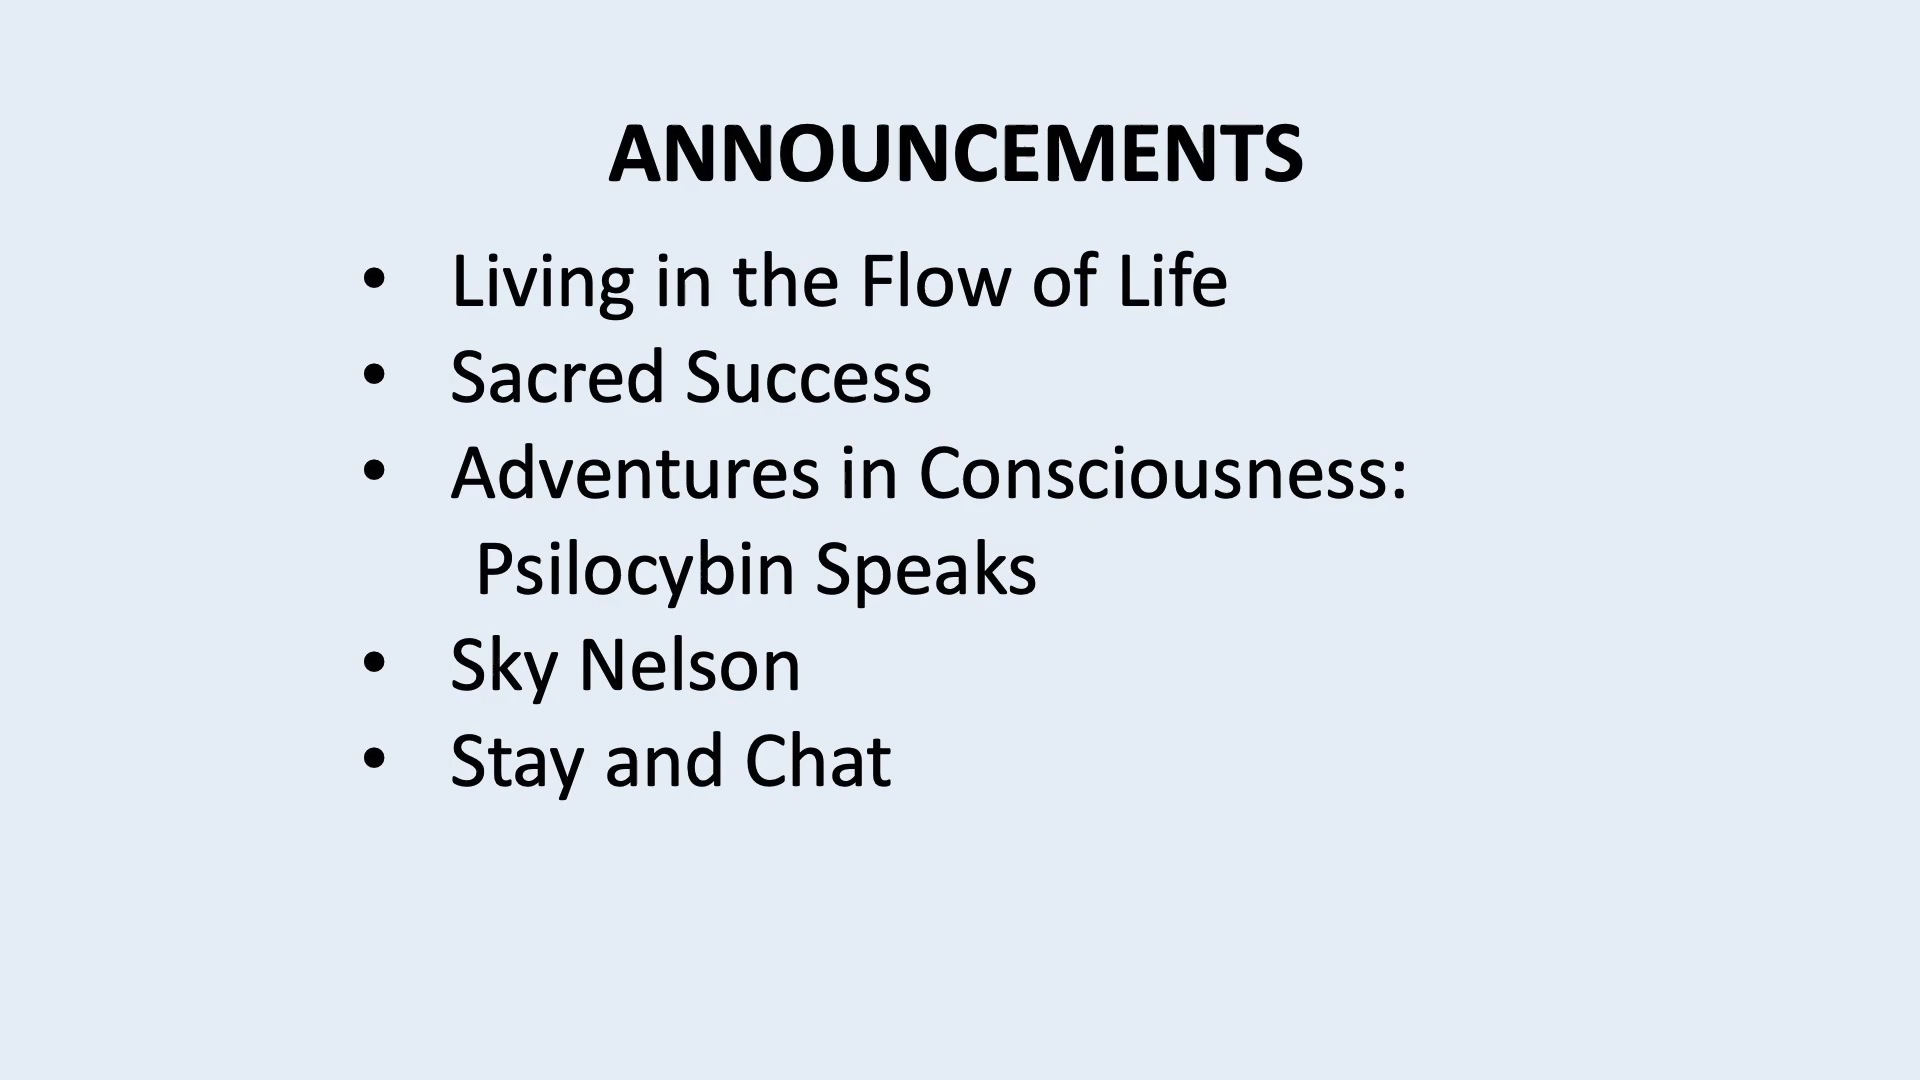 ANNOUNCEMENTS
• Living in the Flow of Life
• Sacred Success
• Adventures in Consciousness:
Psilocybin Speaks
• Sky Nelson
• Stay and Chat